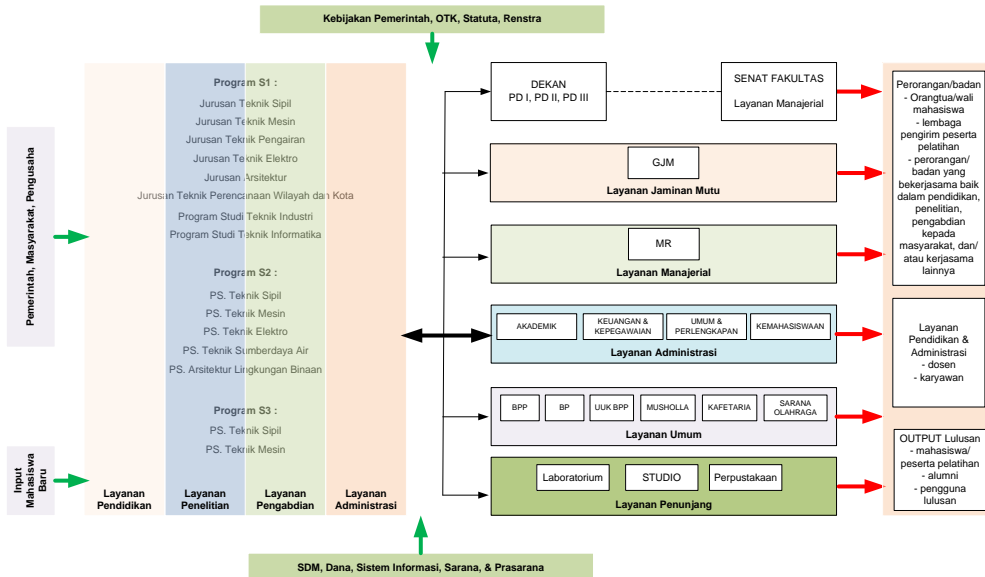 Kebijakan Pemerintah, OTK, Statuta, Renstra
Pemerintah, Masyarakat, Pengusaha
Input
Mahasiswa
Baru
Program S1 :
Jurusan Teknik Sipil
Jurusan Teknik Mesin
Jurusan Teknik Pengairan
Jurusan Teknik Elektro
Jurusan Arsitektur
Jurusan Teknik Perencanaan Wilayah dan Kota
Program Studi Teknik Industri
Program Studi Teknik Informatika
Program S2 :
PS. Teknik Sipil
PS. Teknik Mesin
PS. Teknik Elektro
PS. Teknik Sumberdaya Air
PS. Arsitektur Lingkungan Binaan
Program S3 :
PS. Teknik Sipil
PS. Teknik Mesin
Layanan
Pendidikan
Layanan
Penelitian
Layanan
Pengabdian
Layanan
Administrasi
DEKAN
PD I, PD II, PD III
SENAT FAKULTAS
Layanan Manajerial
GJM
Layanan Jaminan Mutu
MR
Layanan Manajerial
AKADEMIK
KEUANGAN &
KEPEGAWAIAN
UMUM &
PERLENGKAPAN
KEMAHASISWAAN
Layanan Administrasi
BPP
BP
UUK BPP
MUSHOLLA
KAFETARIA
SARANA
OLAHRAGA
Layanan Umum
Laboratorium
STUDIO
Perpustakaan
Layanan Penunjang
Perorangan/badan
- Orangtua/wali
mahasiswa
- lembaga
pengirim peserta
pelatihan
- perorangan/
badan yang
bekerjasama baik
dalam pendidikan,
penelitian,
pengabdian
kepada
masyarakat, dan/
atau kerjasama
lainnya
Layanan
Pendidikan &
Administrasi
- dosen
- karyawan
OUTPUT Lulusan
- mahasiswa/
peserta pelatihan
- alumni
- pengguna
lulusan
SDM, Dana, Sistem Informasi, Sarana, & Prasarana